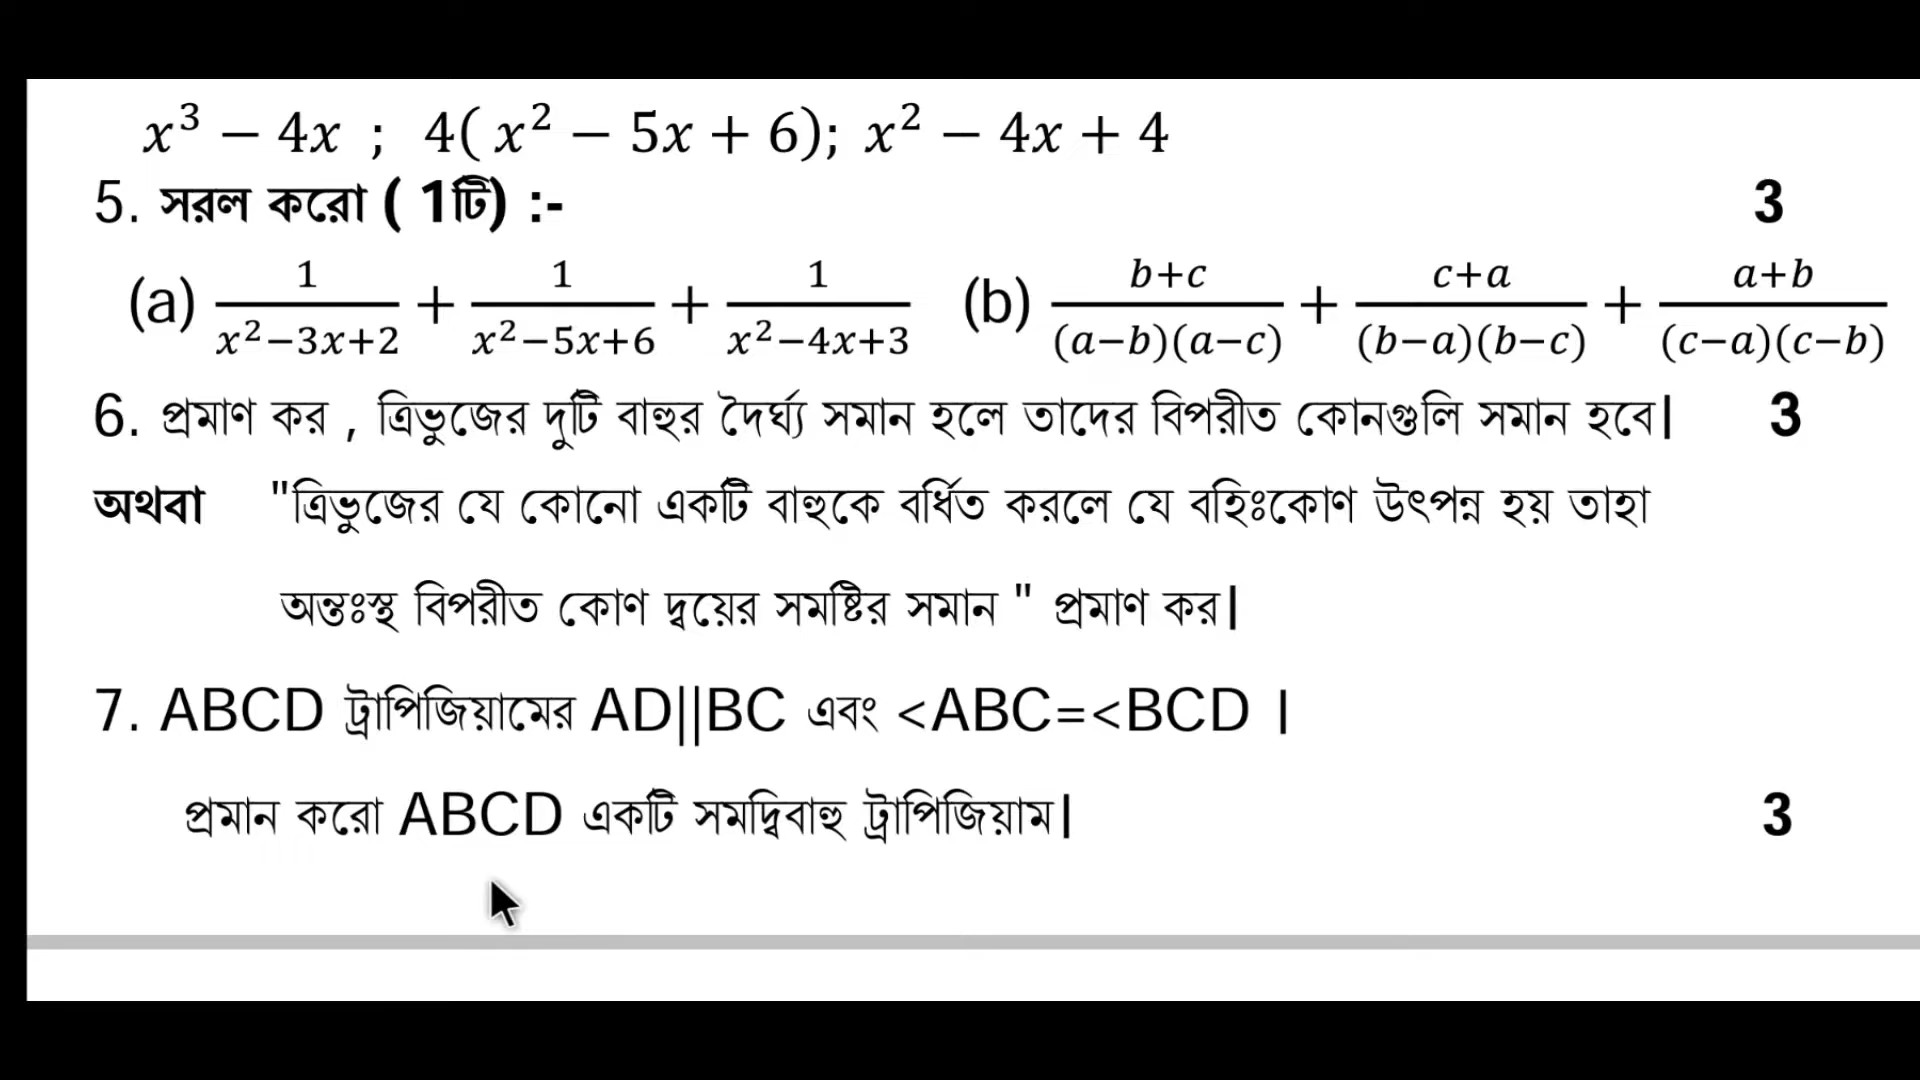 x³ − 4x ; 4( x² − 5x + 6); x² − 4x + 4
5. সরল করো ( 1টি) :- 3
(a) 1/(x²−3x+2) + 1/(x²−5x+6) + 1/(x²−4x+3) (b) (b+c)/((a−b)(a−c)) + (c+a)/((b−a)(b−c)) + (a+b)/((c−a)(c−b))
6. প্রমাণ কর , ত্রিভুজের দুটি বাহুর দৈর্ঘ্য সমান হলে তাদের বিপরীত কোনগুলি সমান হবে| 3
অথবা "ত্রিভুজের যে কোনো একটি বাহুকে বর্ধিত করলে যে বহিঃকোণ উৎপন্ন হয় তাহা
অন্তঃস্থ বিপরীত কোণ দ্বয়ের সমষ্টির সমান " প্রমাণ কর|
7. ABCD ট্রাপিজিয়ামের AD||BC এবং <ABC=<BCD |
প্রমান করো ABCD একটি সমদ্বিবাহু ট্রাপিজিয়াম| 3